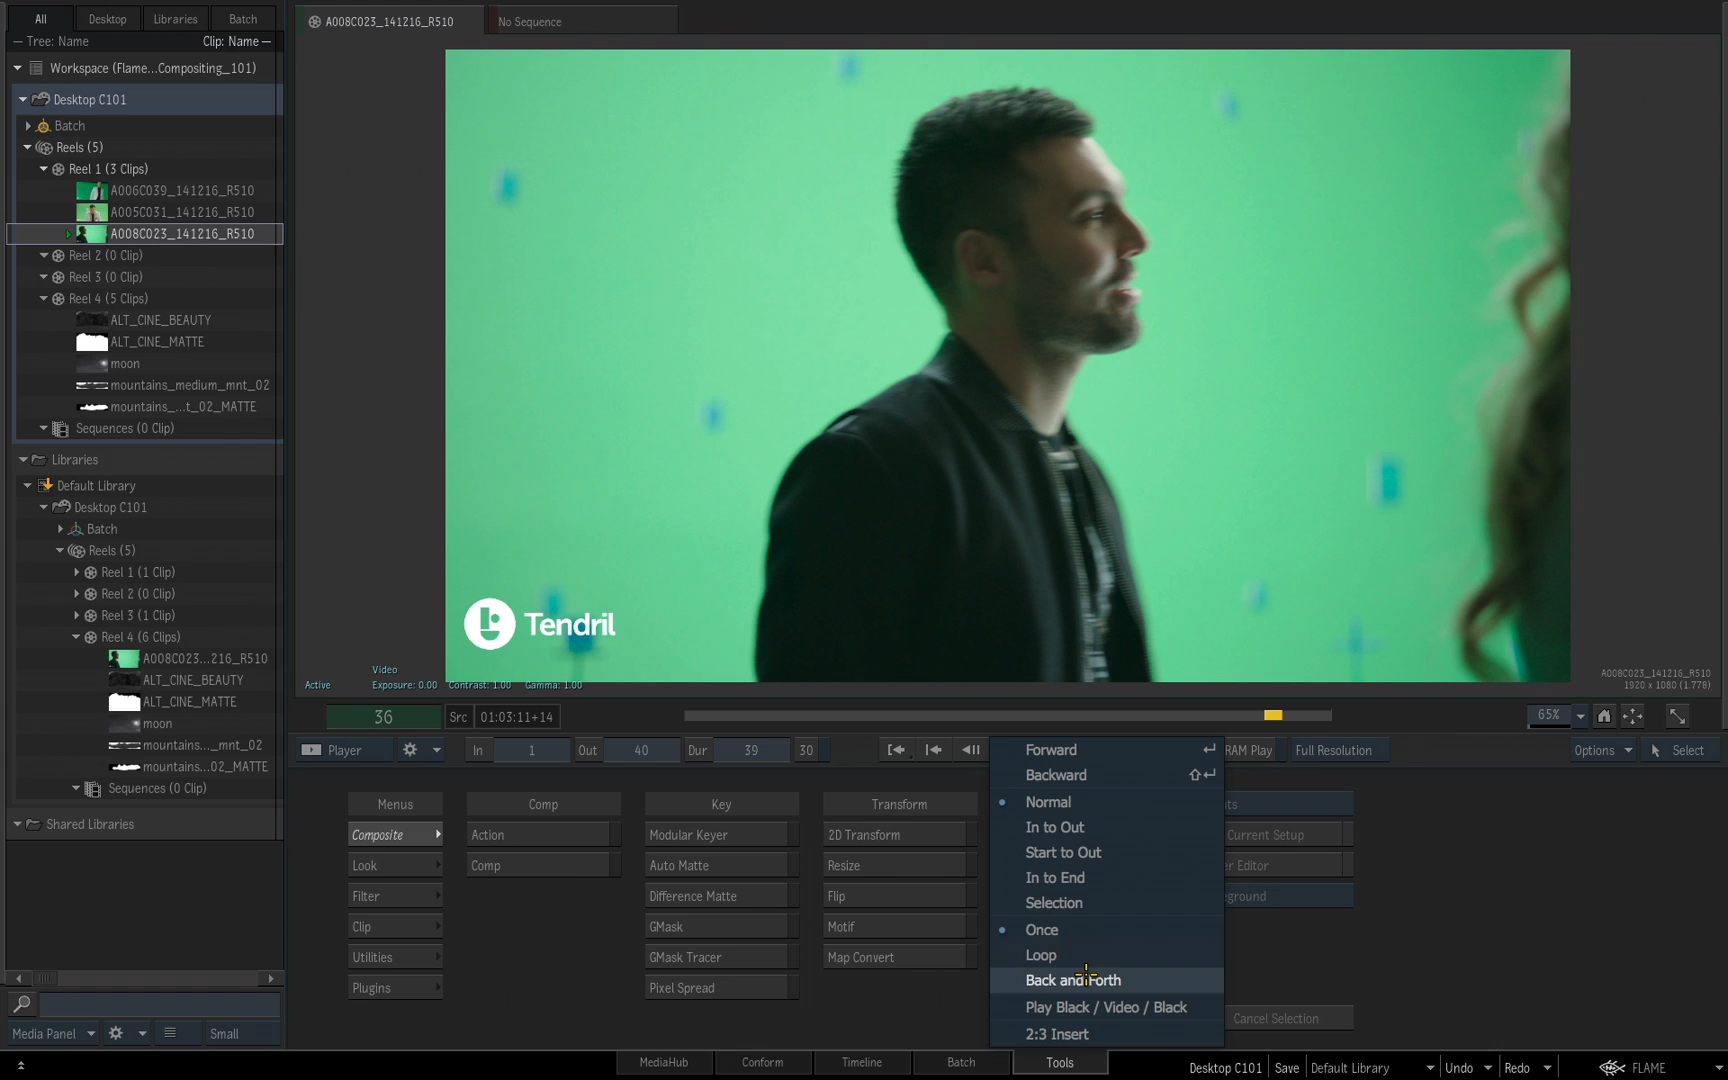 All Desktop Libraries Batch
Tree: Name Clip: Name
Workspace (Flame...Compositing_101)
Desktop C101
Batch
Reels (5)
Reel 1 (3 Clips)
A006C039_141216_R510
A005C031_141216_R510
A008C023_141216_R510
Reel 2 (0 Clip)
Reel 3 (0 Clip)
Reel 4 (5 Clips)
ALT_CINE_BEAUTY
ALT_CINE_MATTE
moon
mountains_medium_mnt_02
mountains_...t_02_MATTE
Sequences (0 Clip)
Libraries
Default Library
Desktop C101
Batch
Reels (5)
Reel 1 (1 Clip)
Reel 2 (0 Clip)
Reel 3 (1 Clip)
Reel 4 (6 Clips)
A008C023...216_R510
ALT_CINE_BEAUTY
ALT_CINE_MATTE
moon
mountains..._mnt_02
mountains...02_MATTE
Sequences (0 Clip)
Shared Libraries
Media Panel Small
A008C023_141216_R510 No Sequence
Tendril
Video
Active Exposure: 0.00 Contrast: 1.00 Gamma: 1.00
A008C023_141216_R510
1920 x 1080 (1.778)
36 Src 01:03:11+14 65%
Player In 1 Out 40 Dur 39 30 RAM Play Full Resolution Options Select
Menus Comp Key Transform
Composite Action Modular Keyer 2D Transform Current Setup
Look Comp Auto Matte Resize er Editor
Filter Difference Matte Flip eground
Clip GMask Motif
Utilities GMask Tracer Map Convert
Plugins Pixel Spread
Cancel Selection
Forward
Backward
Normal
In to Out
Start to Out
In to End
Selection
Once
Loop
Back and Forth
Play Black / Video / Black
2:3 Insert
MediaHub Conform Timeline Batch Tools Desktop C101 Save Default Library Undo Redo FLAME